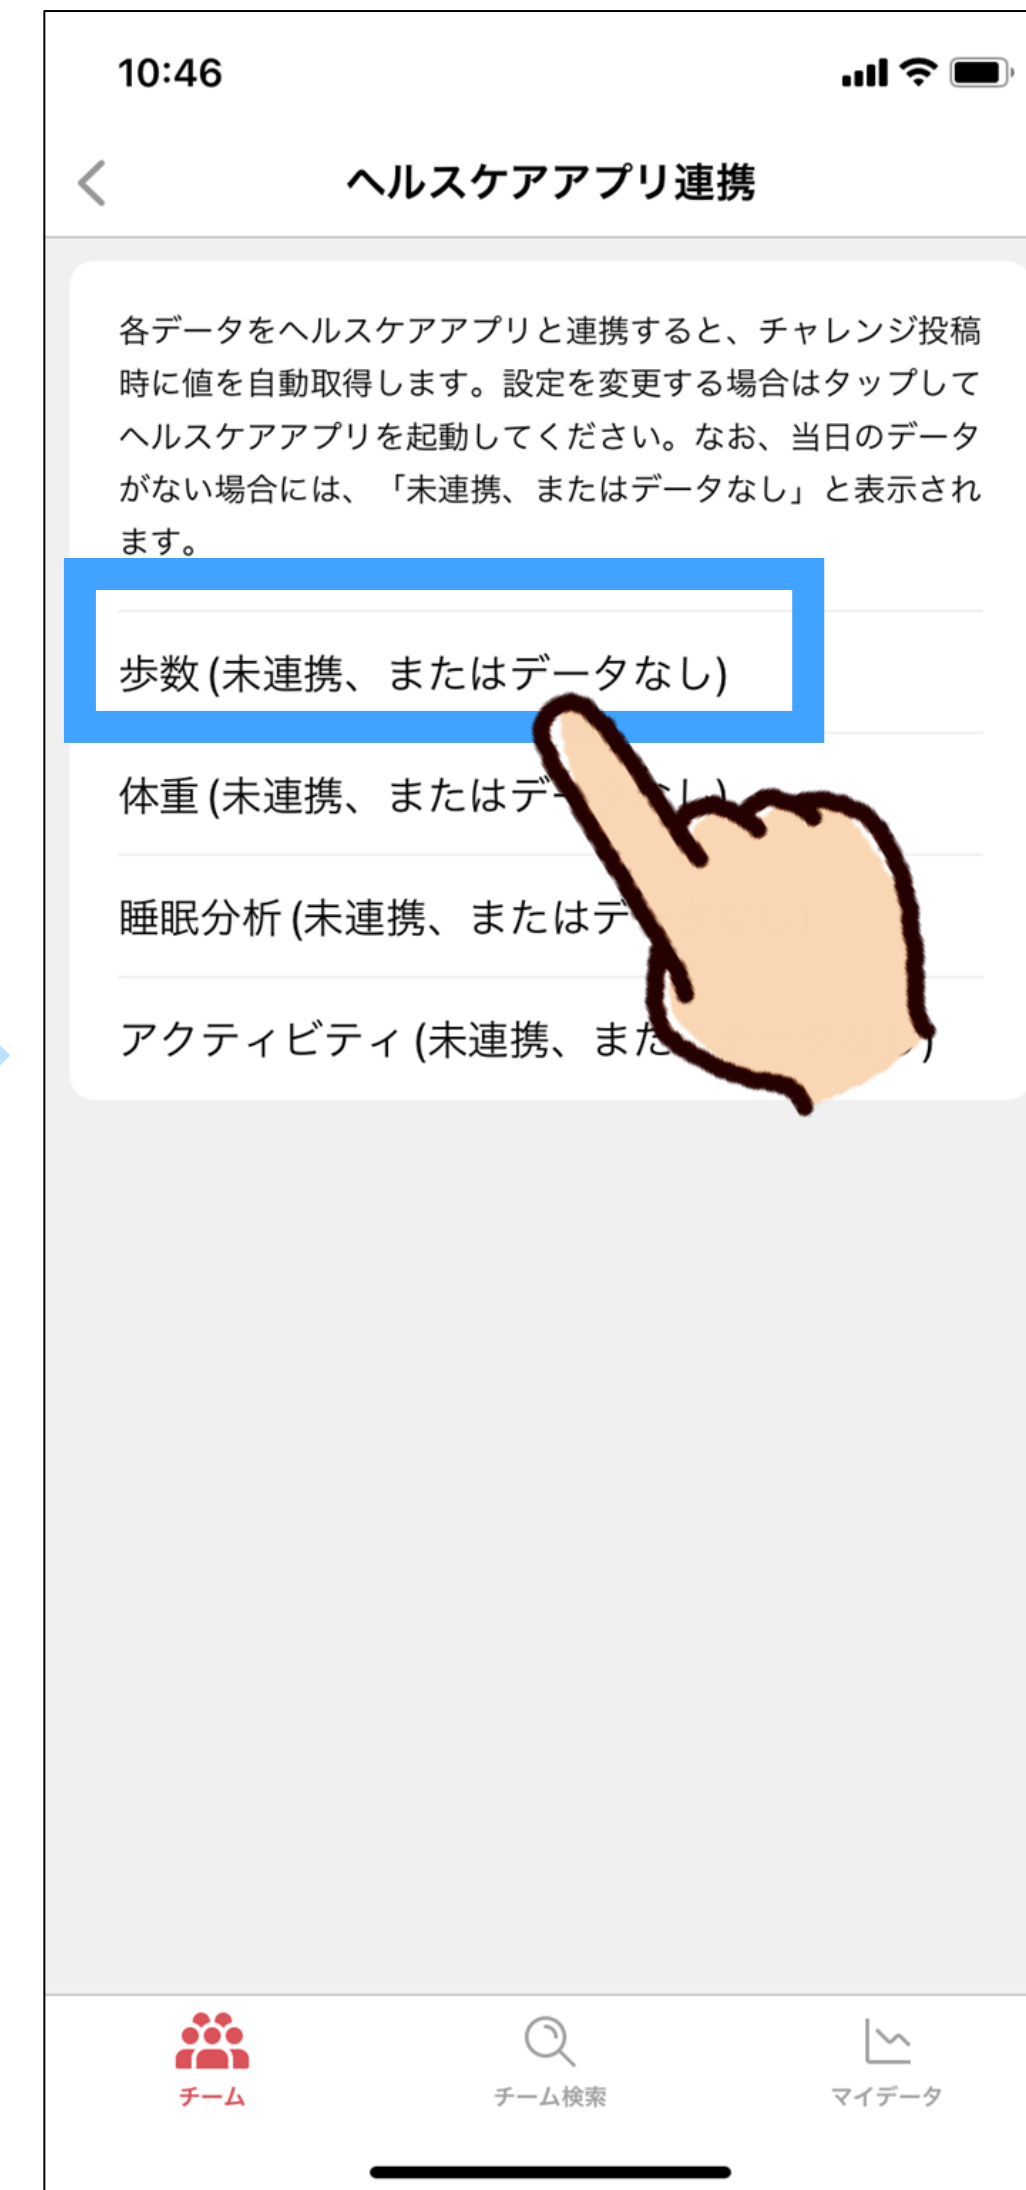 10:46
ヘルスケアアプリ連携
各データをヘルスケアアプリと連携すると、チャレンジ投稿
時に値を自動取得します。設定を変更する場合はタップして
ヘルスケアアプリを起動してください。なお、当日のデータ
がない場合には、「未連携、またはデータなし」と表示され
ます。
歩数 (未連携、またはデータなし)
体重 (未連携、またはデ なし)
睡眠分析 (未連携、またはデ
アクティビティ (未連携、また
チーム
チーム検索
マイデータ